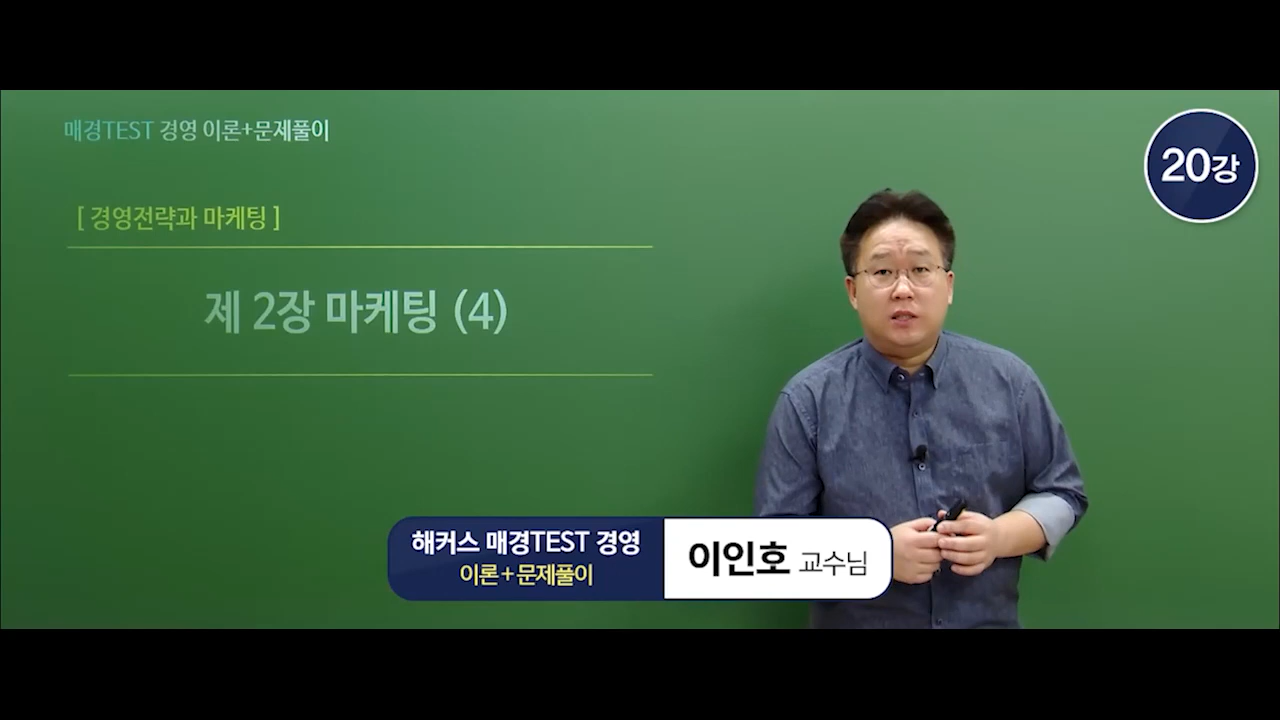 매경TEST 경영 이론+문제풀이
20강
[ 경영전략과 마케팅 ]
제 2장 마케팅 (4)
해커스 매경TEST 경영
이론+문제풀이
이인호 교수님